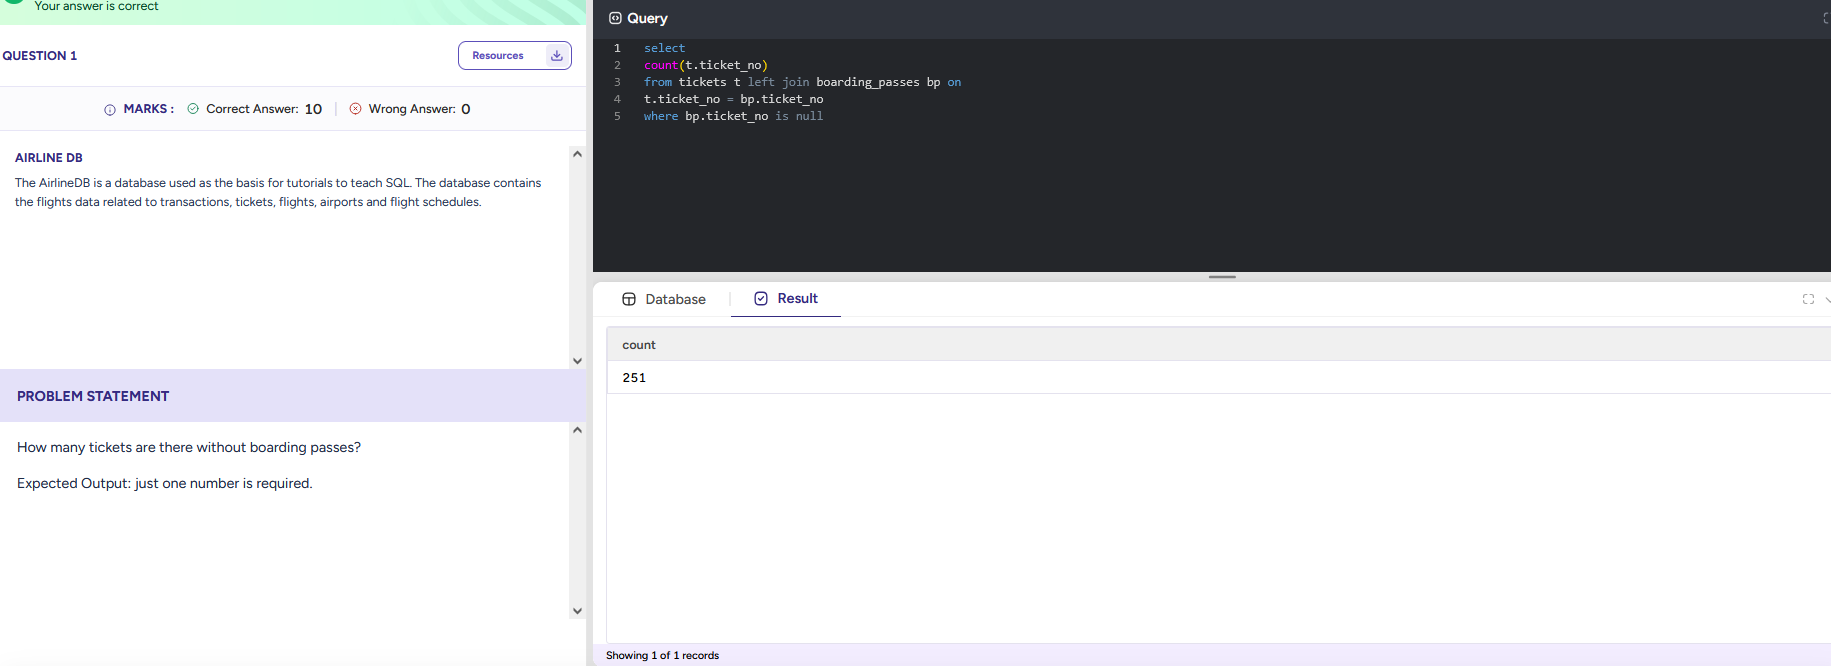 Your answer is correct
QUESTION 1
Resources
MARKS : Correct Answer: 10 | Wrong Answer: 0
AIRLINE DB
The AirlineDB is a database used as the basis for tutorials to teach SQL. The database contains
the flights data related to transactions, tickets, flights, airports and flight schedules.
PROBLEM STATEMENT
How many tickets are there without boarding passes?
Expected Output: just one number is required.
Query
1 select
2 count(t.ticket_no)
3 from tickets t left join boarding_passes bp on
4 t.ticket_no = bp.ticket_no
5 where bp.ticket_no is null
Database | Result
count
251
Showing 1 of 1 records